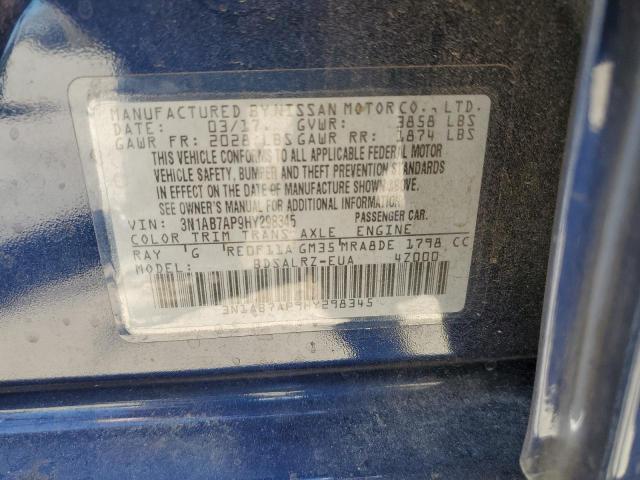 MANUFACTURED BY NISSAN MOTOR CO., LTD.
DATE: 03/17 GVWR: 3858 LBS
GAWR FR: 2028 LBS GAWR RR: 1874 LBS
THIS VEHICLE CONFORMS TO ALL APPLICABLE FEDERAL MOTOR
VEHICLE SAFETY, BUMPER AND THEFT PREVENTION STANDARDS
IN EFFECT ON THE DATE OF MANUFACTURE SHOWN ABOVE.
SEE OWNER'S MANUAL FOR ADDITIONAL INFORMATION.
VIN: 3N1AB7AP9HY298345 PASSENGER CAR
COLOR TRIM TRANS AXLE ENGINE
RAY 'G 'RE0F11A GM35 MRA8DE 1798 CC
MODEL: BDSALRZ-EUA 47000
3N1AB7AP9HY298345